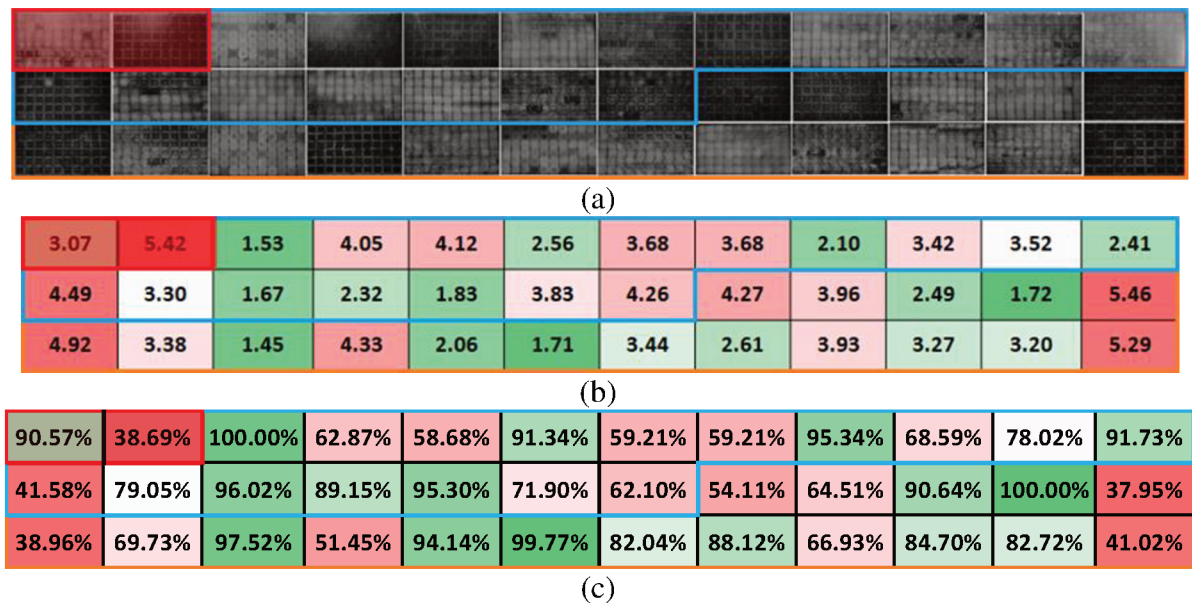 (a)
3.07 5.42 1.53 4.05 4.12 2.56 3.68 3.68 2.10 3.42 3.52 2.41
4.49 3.30 1.67 2.32 1.83 3.83 4.26 4.27 3.96 2.49 1.72 5.46
4.92 3.38 1.45 4.33 2.06 1.71 3.44 2.61 3.93 3.27 3.20 5.29
(b)
90.57% 38.69% 100.00% 62.87% 58.68% 91.34% 59.21% 59.21% 95.34% 68.59% 78.02% 91.73%
41.58% 79.05% 96.02% 89.15% 95.30% 71.90% 62.10% 54.11% 64.51% 90.64% 100.00% 37.95%
38.96% 69.73% 97.52% 51.45% 94.14% 99.77% 82.04% 88.12% 66.93% 84.70% 82.72% 41.02%
(c)